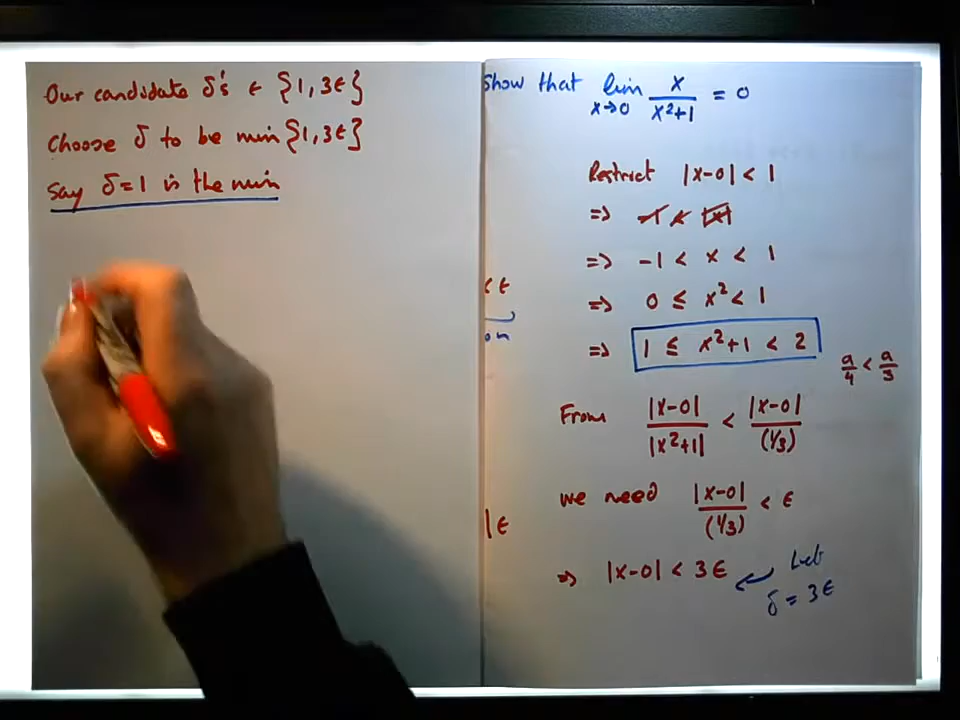 Our candidate δ's ∈ {1, 3ε}
Choose δ to be min {1, 3ε}
Say δ=1 is the min
< ε
on
| ε
Show that lim x→0 x/(x²+1) = 0
Restrict |x-0| < 1
=>
=> -1 < x < 1
=> 0 ≤ x² < 1
=> 1 ≤ x²+1 < 2
a/4 < a/3
From |x-0|/|x²+1| < |x-0|/(1/3)
we need |x-0|/(1/3) < ε
=> |x-0| < 3ε
Let
δ = 3ε